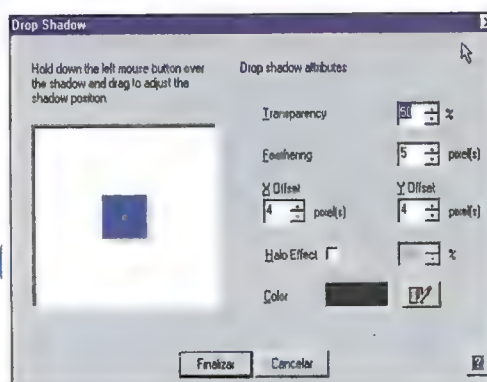 Drop Shadow
Hold down the left mouse button over
the shadow and drag to adjust the
shadow position
Drop shadow attributes
Transparency
50
%
Feathering
5
pixel(s)
X Offset
Y Offset
4
pixel(s)
4
pixel(s)
Halo Effect
%
Color
Finalizar
Cancelar